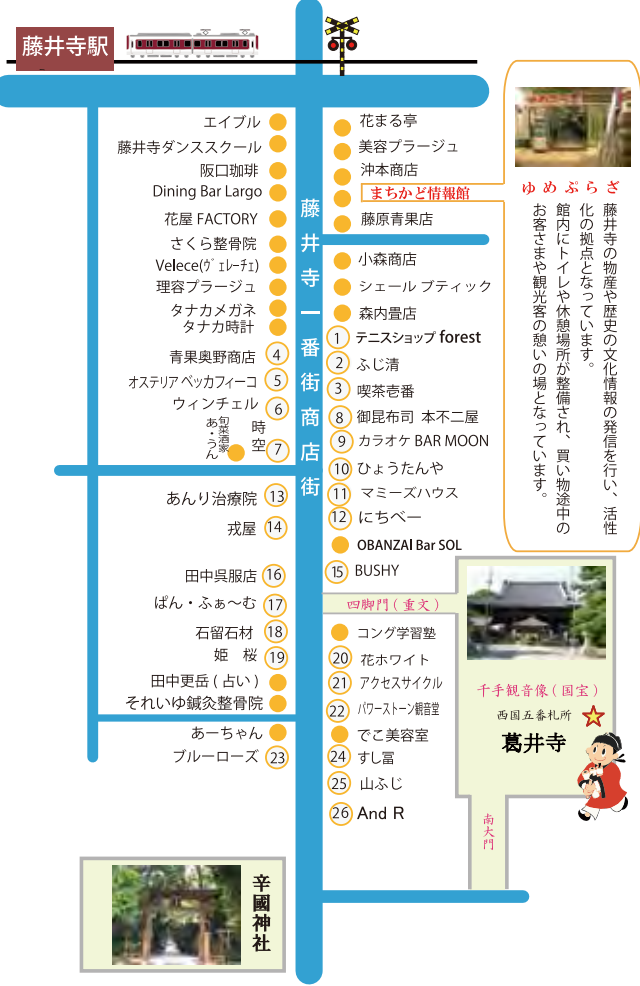 藤井寺駅
エイブル
藤井寺ダンススクール
阪口珈琲
Dining Bar Largo
花屋 FACTORY
さくら整骨院
Velece(ヴェレーチェ)
理容プラージュ
タナカメガネ
タナカ時計
青果奥野商店 4
オステリアベッカフィーコ 5
ウィンチェル 6
旬菜酒家
あ・うん
時空 7
あんり治療院 13
戎屋 14
田中呉服店 16
ぱん・ふぁ〜む 17
石留石材 18
姫 桜 19
田中更岳(占い)
それいゆ鍼灸整骨院
あーちゃん
ブルーローズ 23
藤井寺一番街商店街
花まる亭
美容プラージュ
沖本商店
まちかど情報館
藤原青果店
小森商店
シェール ブティック
森内畳店
1 テニスショップ forest
2 ふじ清
3 喫茶壱番
8 御昆布司 本不二屋
9 カラオケ BAR MOON
10 ひょうたんや
11 マミーズハウス
12 にちべー
OBANZAI Bar SOL
15 BUSHY
四脚門(重文)
コング学習塾
20 花ホワイト
21 アクセスサイクル
22 パワーストーン観音堂
でこ美容室
24 すし冨
25 山ふじ
26 And R
ゆめぷらざ
ゆめぷらざ
藤井寺の物産や歴史の文化情報の発信を行い、活性
化の拠点となっています。
館内にトイレや休憩場所が整備され、買い物途中の
お客さまや観光客の憩いの場となっています。
千手観音像(国宝)
西国五番札所
葛井寺
南大門
辛國神社